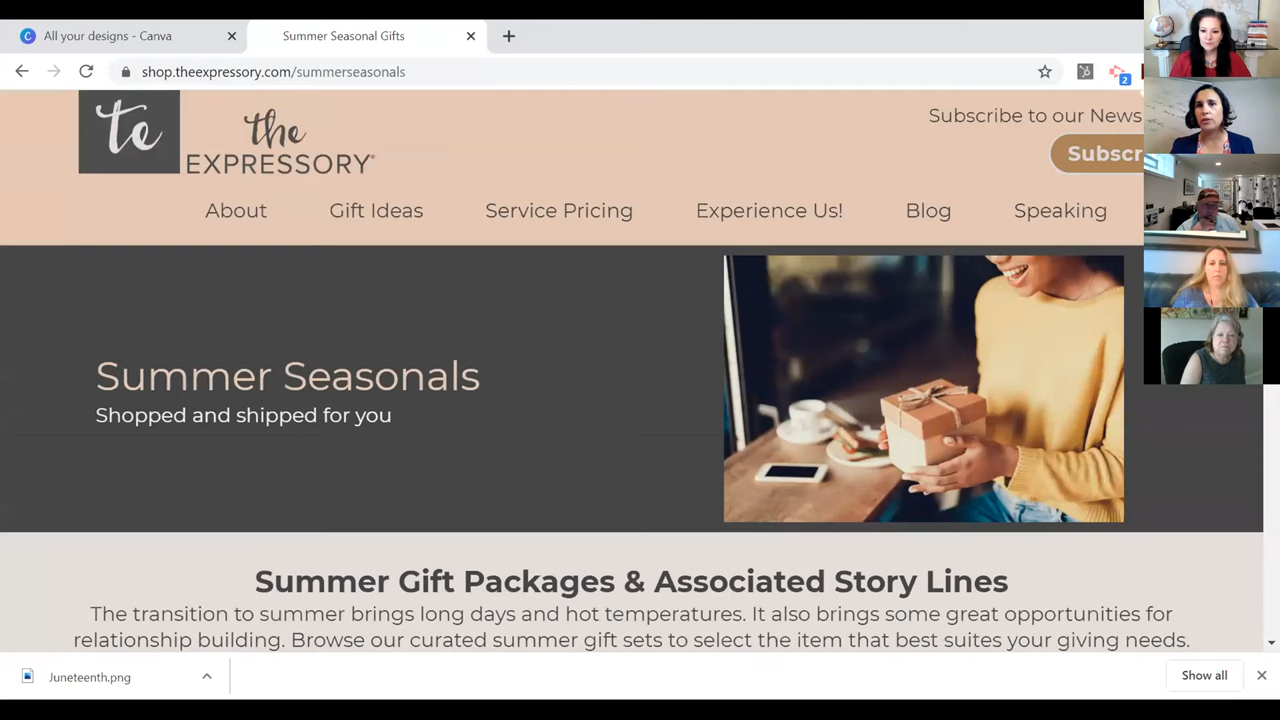 All your designs - Canva
Summer Seasonal Gifts
shop.theexpressory.com/summerseasonals
2
te
the
EXPRESSORY®
Subscribe to our News
Subscr
About Gift Ideas Service Pricing Experience Us! Blog Speaking
Summer Seasonals
Shopped and shipped for you
Summer Gift Packages & Associated Story Lines
The transition to summer brings long days and hot temperatures. It also brings some great opportunities for
relationship building. Browse our curated summer gift sets to select the item that best suites your giving needs.
Juneteenth.png
Show all